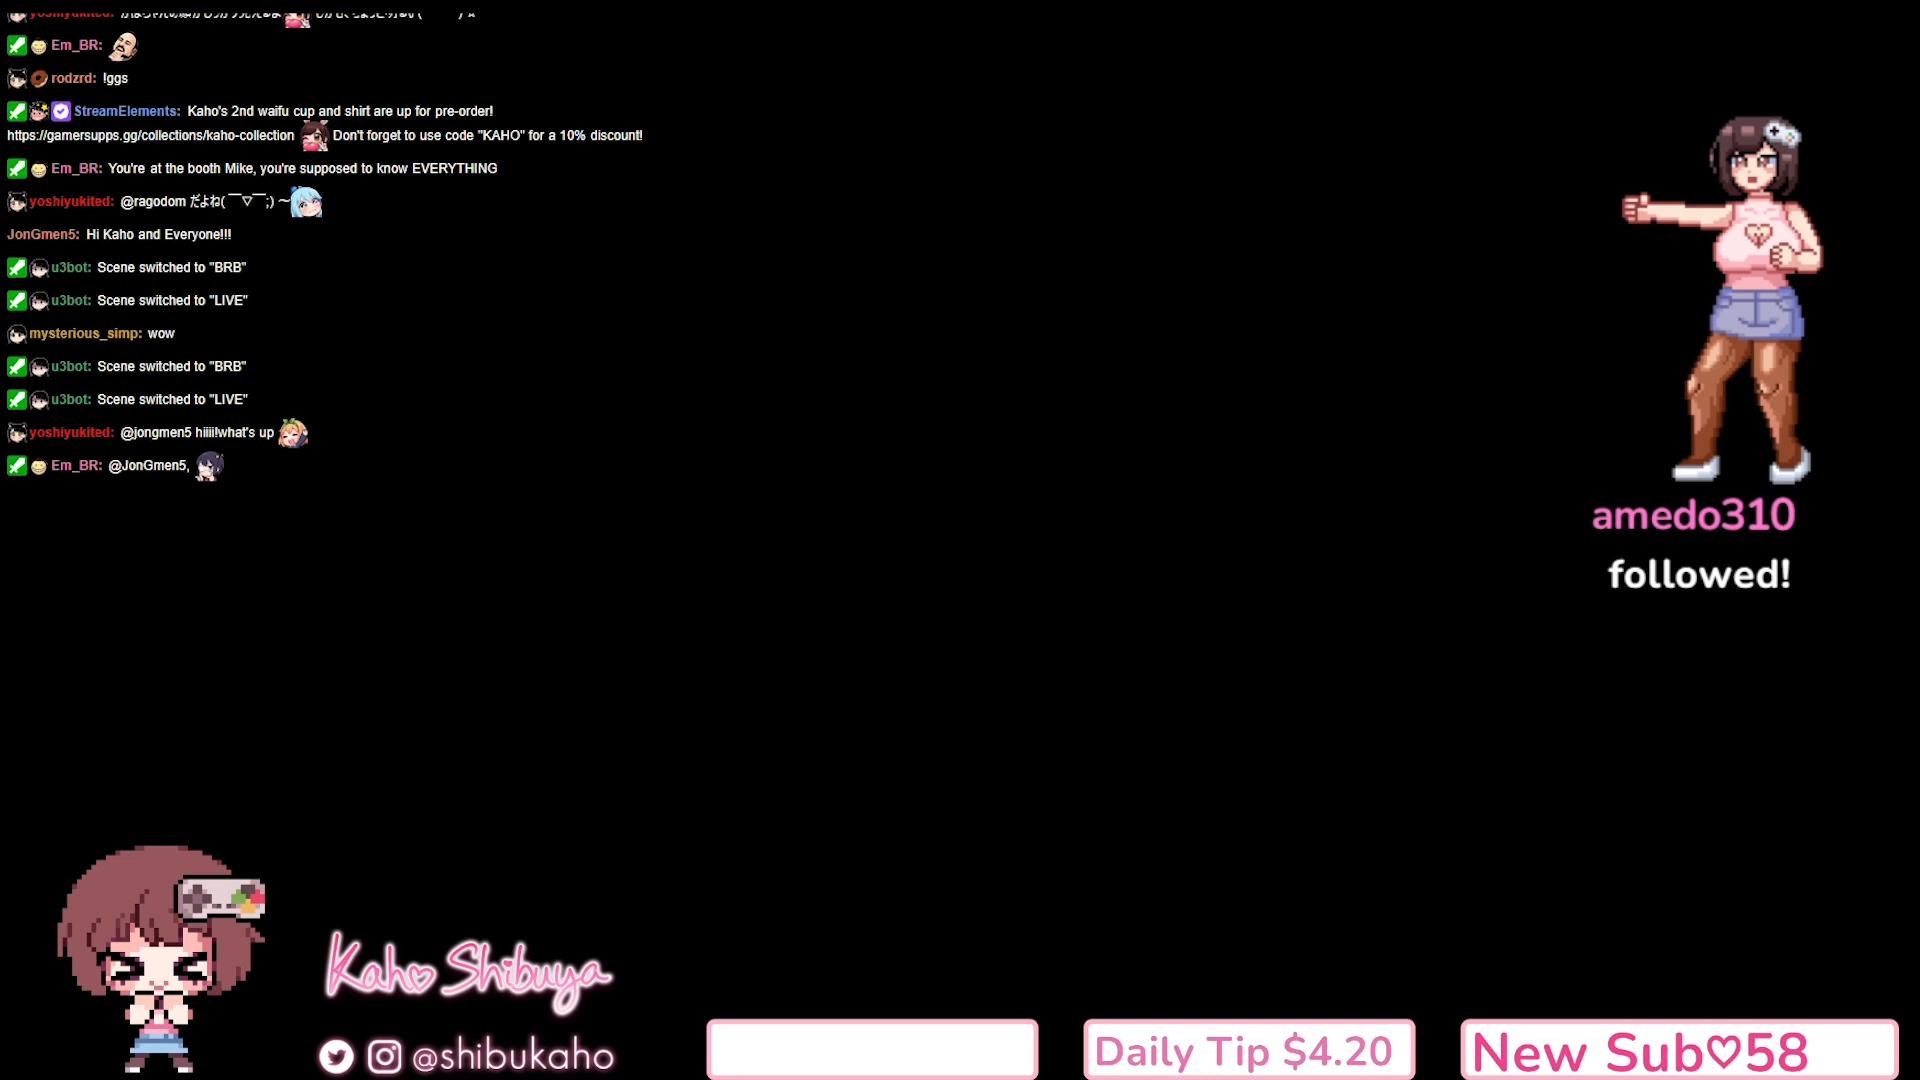 yoshiyukited:
Em_BR:
rodzrd: !ggs
StreamElements: Kaho's 2nd waifu cup and shirt are up for pre-order!
https://gamersupps.gg/collections/kaho-collection Don't forget to use code "KAHO" for a 10% discount!
Em_BR: You're at the booth Mike, you're supposed to know EVERYTHING
yoshiyukited: @ragodom だよね(￣▽￣;)～
JonGmen5: Hi Kaho and Everyone!!!
u3bot: Scene switched to "BRB"
u3bot: Scene switched to "LIVE"
mysterious_simp: wow
u3bot: Scene switched to "BRB"
u3bot: Scene switched to "LIVE"
yoshiyukited: @jongmen5 hiiii!what's up
Em_BR: @JonGmen5,
amedo310
followed!
Kaho Shibuya
@shibukaho
Daily Tip $4.20
New Sub♡58